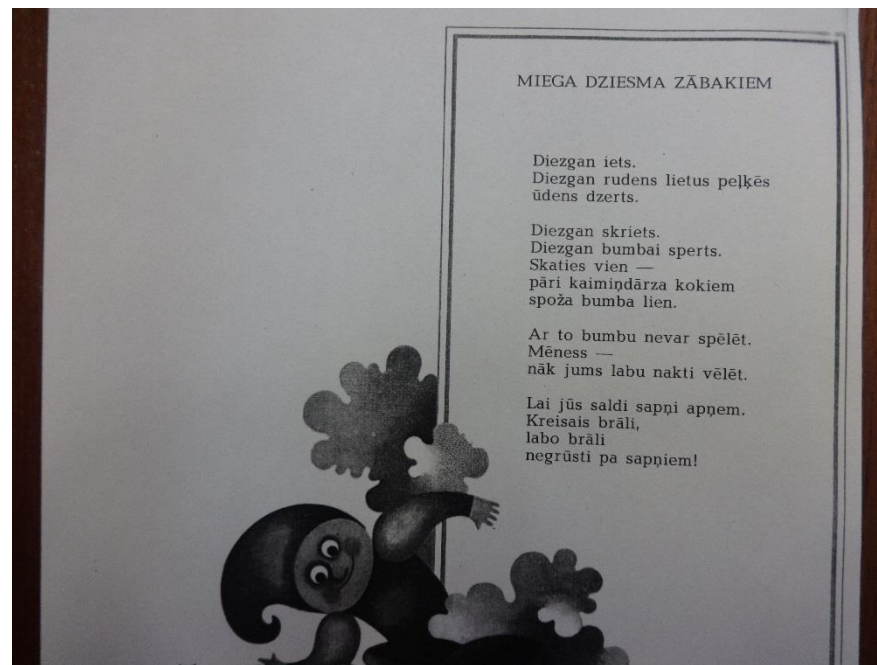 MIEGA DZIESMA ZĀBAKIEM
Diezgan iets.
Diezgan rudens lietus peļķēs
ūdens dzerts.
Diezgan skriets.
Diezgan bumbai sperts.
Skaties vien —
pāri kaimiņdārza kokiem
spoža bumba lien.
Ar to bumbu nevar spēlēt.
Mēness —
nāk jums labu nakti vēlēt.
Lai jūs saldi sapņi apņem.
Kreisais brāli,
labo brāli
negrūsti pa sapņiem!